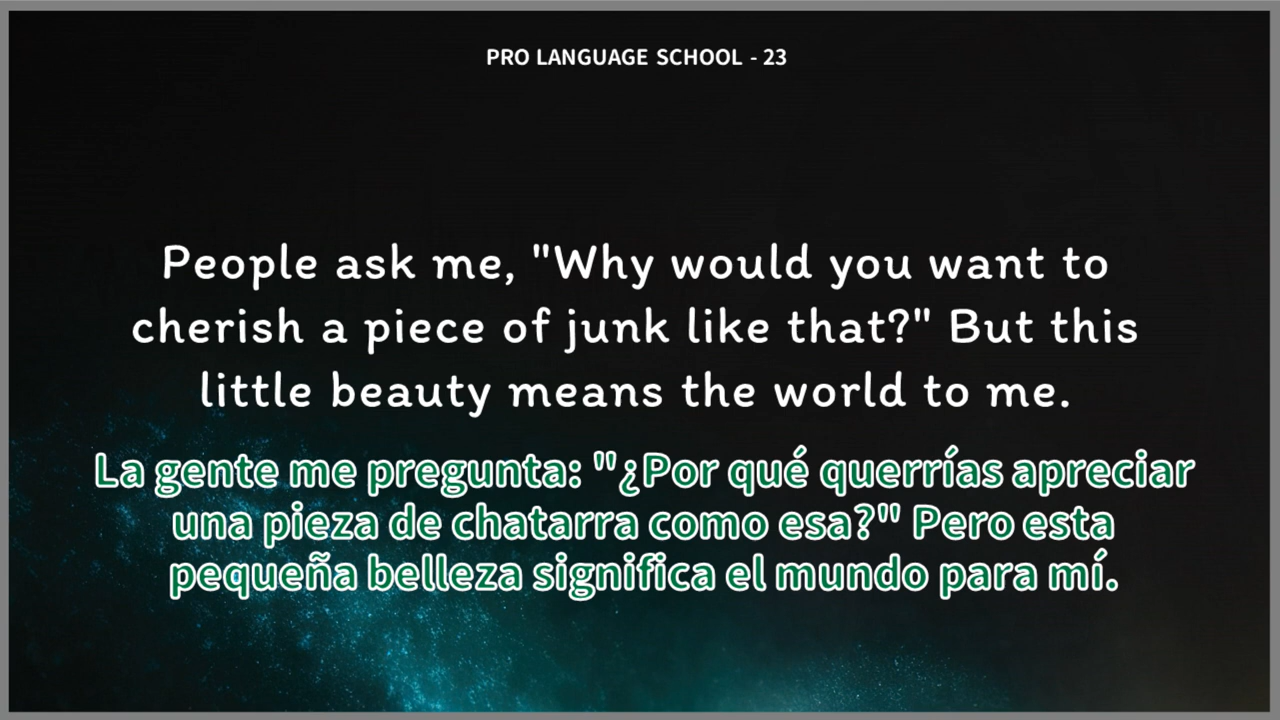 PRO LANGUAGE SCHOOL - 23
People ask me, "Why would you want to
cherish a piece of junk like that?" But this
little beauty means the world to me.
La gente me pregunta: "¿Por qué querrías apreciar
una pieza de chatarra como esa?" Pero esta
pequeña belleza significa el mundo para mí.